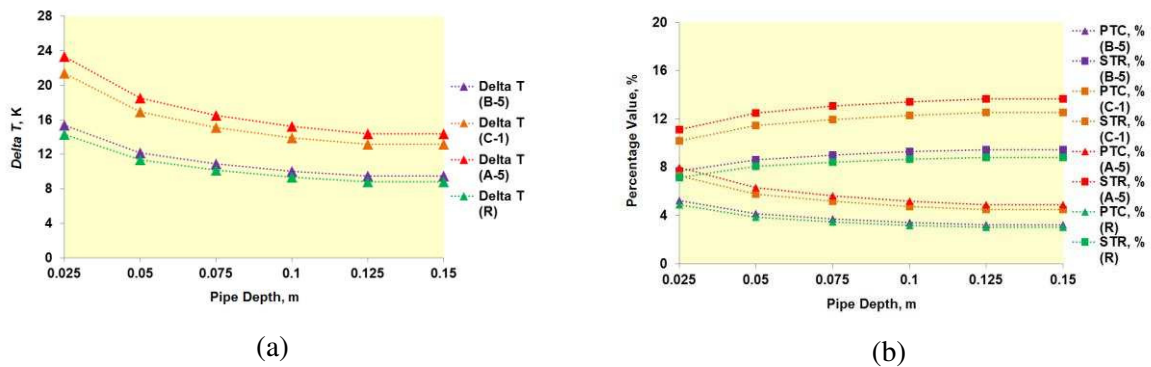 28
24
20
16
12
8
4
0
Delta T, K
0.025 0.05 0.075 0.1 0.125 0.15
Pipe Depth, m
Delta T
(B-5)
Delta T
(C-1)
Delta T
(A-5)
Delta T
(R)
(a)
20
16
12
8
4
0
Percentage Value, %
0.025 0.05 0.075 0.1 0.125 0.15
Pipe Depth, m
PTC, %
(B-5)
STR, %
(B-5)
PTC, %
(C-1)
STR, %
(C-1)
PTC, %
(A-5)
STR, %
(A-5)
PTC, %
(R)
STR, %
(R)
(b)